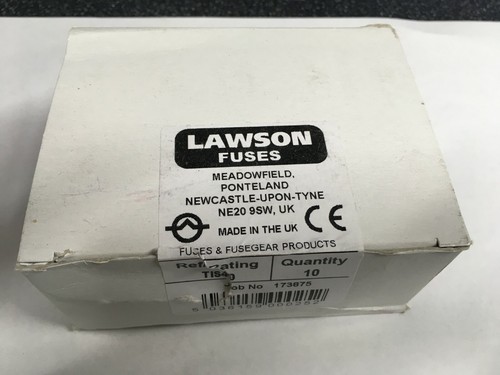 LAWSON
FUSES
MEADOWFIELD,
PONTELAND
NEWCASTLE-UPON-TYNE
NE20 9SW, UK
MADE IN THE UK CE
FUSES & FUSEGEAR PRODUCTS
Quantity
10
No 173875